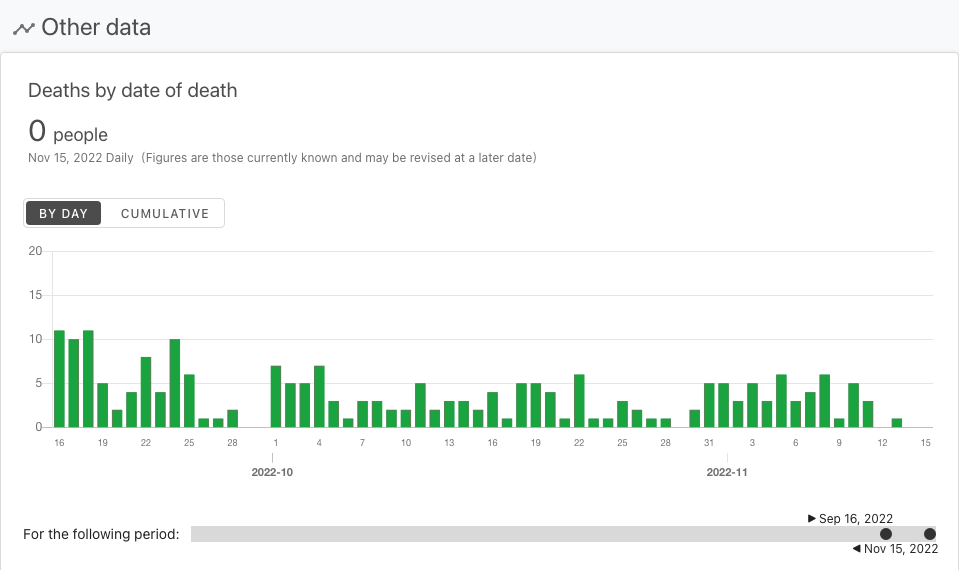 Other data
Deaths by date of death
0 people
Nov 15, 2022 Daily (Figures are those currently known and may be revised at a later date)
BY DAY CUMULATIVE
20
15
10
5
0
16 19 22 25 28 1 4 7 10 13 16 19 22 25 28 31 3 6 9 12 15
2022-10 2022-11
Sep 16, 2022
For the following period:
Nov 15, 2022